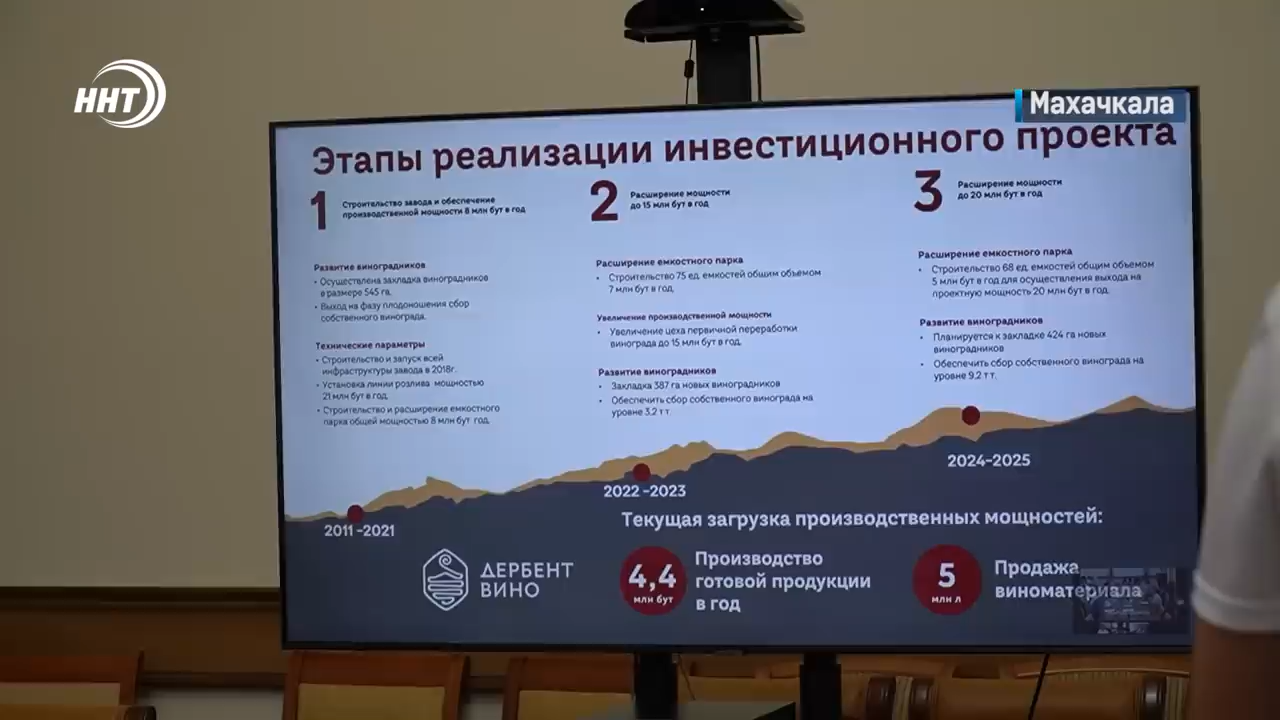 ННТ
Махачкала
Этапы реализации инвестиционного проекта
1
Строительство завода и обеспечение
производственной мощности 8 млн бут в год
Развитие виноградников
• Осуществлена закладка виноградников
в размере 545 га.
• Выход на фазу плодоношения сбор
собственного винограда.
Технические параметры
• Строительство и запуск всей
инфраструктуры завода в 2018г.
• Установка линии розлива мощностью
21 млн бут в год
• Строительство и расширение емкостного
парка общей мощностью 8 млн бут год
2011 -2021
2
Расширение мощности
до 15 млн бут в год
Расширение емкостного парка
• Строительство 75 ед. емкостей общим объемом
7 млн бут в год
Увеличение производственной мощности
• Увеличение цеха первичной переработки
винограда до 15 млн бут в год.
Развитие виноградников
• Закладка 387 га новых виноградников
• Обеспечить сбор собственного винограда на
уровне 3.2 т т.
2022 -2023
3
Расширение мощности
до 20 млн бут в год
Расширение емкостного парка
• Строительство 68 ед. емкостей общим объемом
5 млн бут в год для осуществления выхода на
проектную мощность 20 млн бут в год.
Развитие виноградников
• Планируется к закладке 424 га новых
виноградников
• Обеспечить сбор собственного винограда на
уровне 9.2 т т.
2024-2025
Текущая загрузка производственных мощностей:
ДЕРБЕНТ
ВИНО
4,4
млн бут
Производство
готовой продукции
в год
5
млн л
Продажа
виноматериала